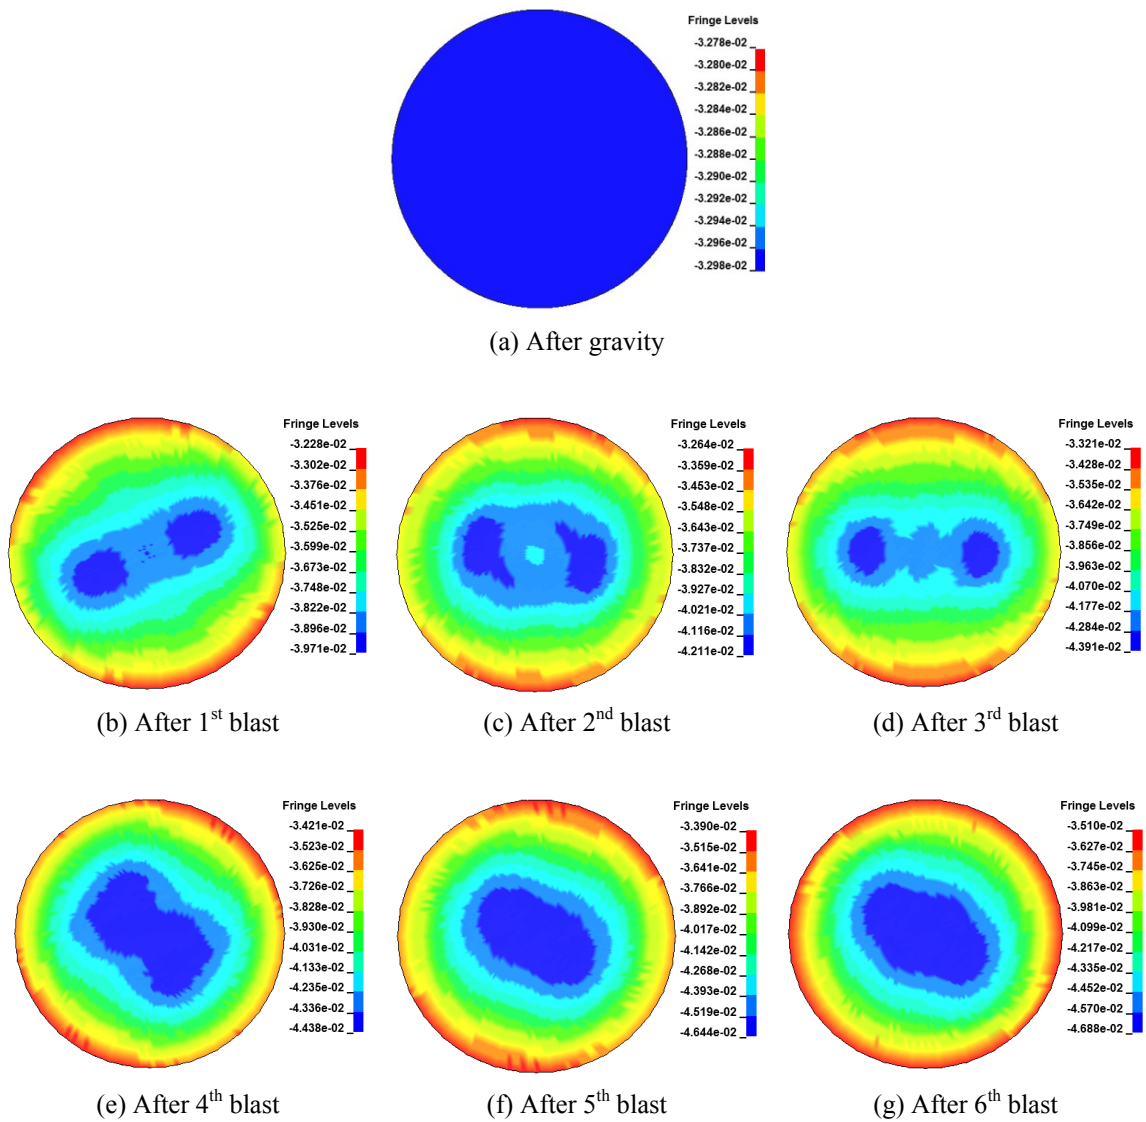 Fringe Levels
-3.278e-02
-3.280e-02
-3.282e-02
-3.284e-02
-3.286e-02
-3.288e-02
-3.290e-02
-3.292e-02
-3.294e-02
-3.296e-02
-3.298e-02
(a) After gravity
Fringe Levels
-3.228e-02
-3.302e-02
-3.376e-02
-3.451e-02
-3.525e-02
-3.599e-02
-3.673e-02
-3.748e-02
-3.822e-02
-3.896e-02
-3.971e-02
(b) After 1st blast
Fringe Levels
-3.264e-02
-3.359e-02
-3.453e-02
-3.548e-02
-3.643e-02
-3.737e-02
-3.832e-02
-3.927e-02
-4.021e-02
-4.116e-02
-4.211e-02
(c) After 2nd blast
Fringe Levels
-3.321e-02
-3.428e-02
-3.535e-02
-3.642e-02
-3.749e-02
-3.856e-02
-3.963e-02
-4.070e-02
-4.177e-02
-4.284e-02
-4.391e-02
(d) After 3rd blast
Fringe Levels
-3.421e-02
-3.523e-02
-3.625e-02
-3.726e-02
-3.828e-02
-3.930e-02
-4.031e-02
-4.133e-02
-4.235e-02
-4.336e-02
-4.438e-02
(e) After 4th blast
Fringe Levels
-3.390e-02
-3.515e-02
-3.641e-02
-3.766e-02
-3.892e-02
-4.017e-02
-4.142e-02
-4.268e-02
-4.393e-02
-4.519e-02
-4.644e-02
(f) After 5th blast
Fringe Levels
-3.510e-02
-3.627e-02
-3.745e-02
-3.863e-02
-3.981e-02
-4.099e-02
-4.217e-02
-4.335e-02
-4.452e-02
-4.570e-02
-4.688e-02
(g) After 6th blast